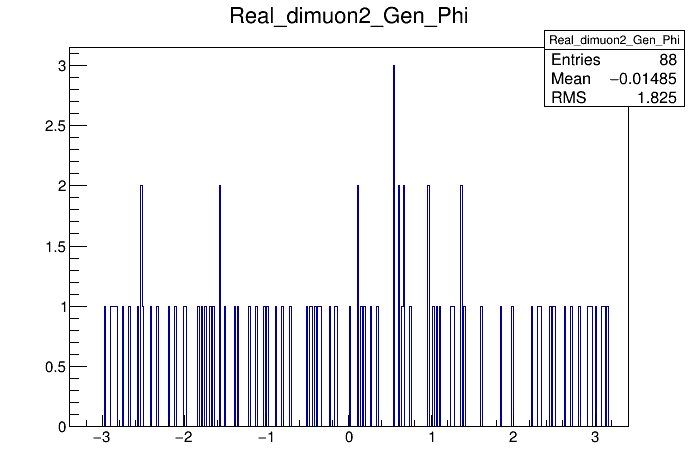 Real_dimuon2_Gen_Phi
Real_dimuon2_Gen_Phi
Entries 88
Mean −0.01485
RMS 1.825
3
2.5
2
1.5
1
0.5
0
−3 −2 −1 0 1 2 3